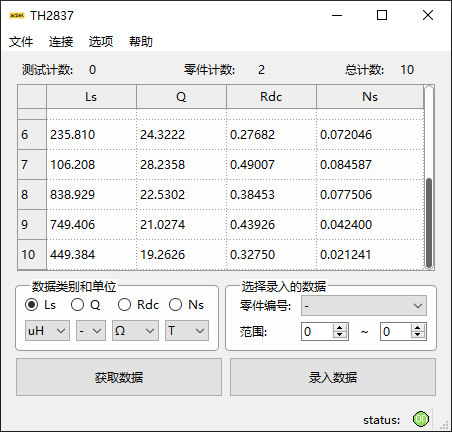 acbel TH2837
文件 连接 选项 帮助
测试计数: 0 零件计数: 2 总计数: 10
Ls Q Rdc Ns
6 235.810 24.3222 0.27682 0.072046
7 106.208 28.2358 0.49007 0.084587
8 838.929 22.5302 0.38453 0.077506
9 749.406 21.0274 0.43926 0.042400
10 449.384 19.2626 0.32750 0.021241
数据类别和单位 选择录入的数据
Ls Q Rdc Ns 零件编号: -
uH - Ω T 范围: 0 ~ 0
获取数据 录入数据
status: on